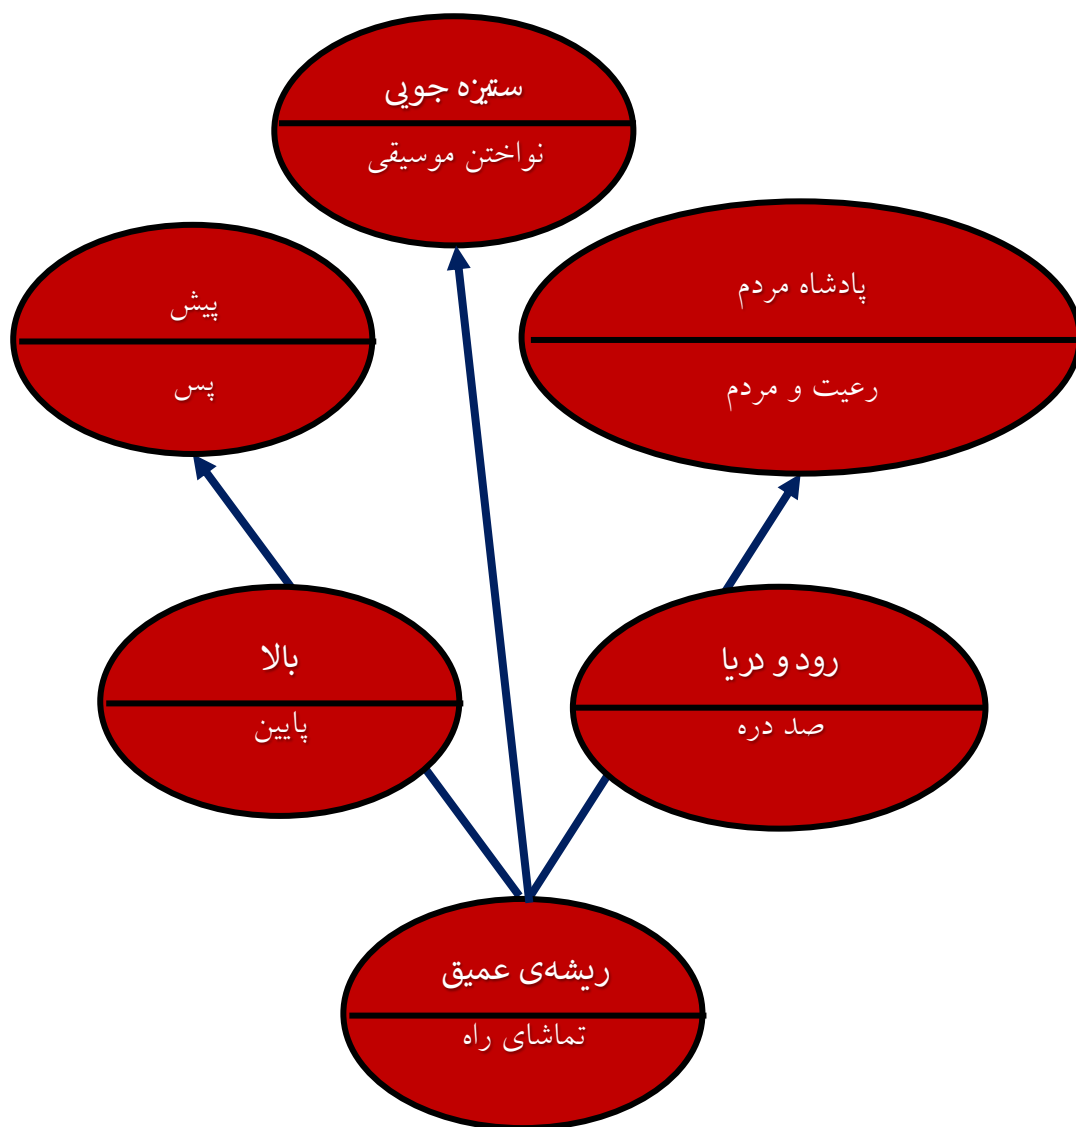 ستیزه جویی
نواختن موسیقی
پادشاه مردم
رعیت و مردم
پیش
پس
رود و دریا
صد دره
بالا
پایین
ریشه‌ی عمیق
تماشای راه